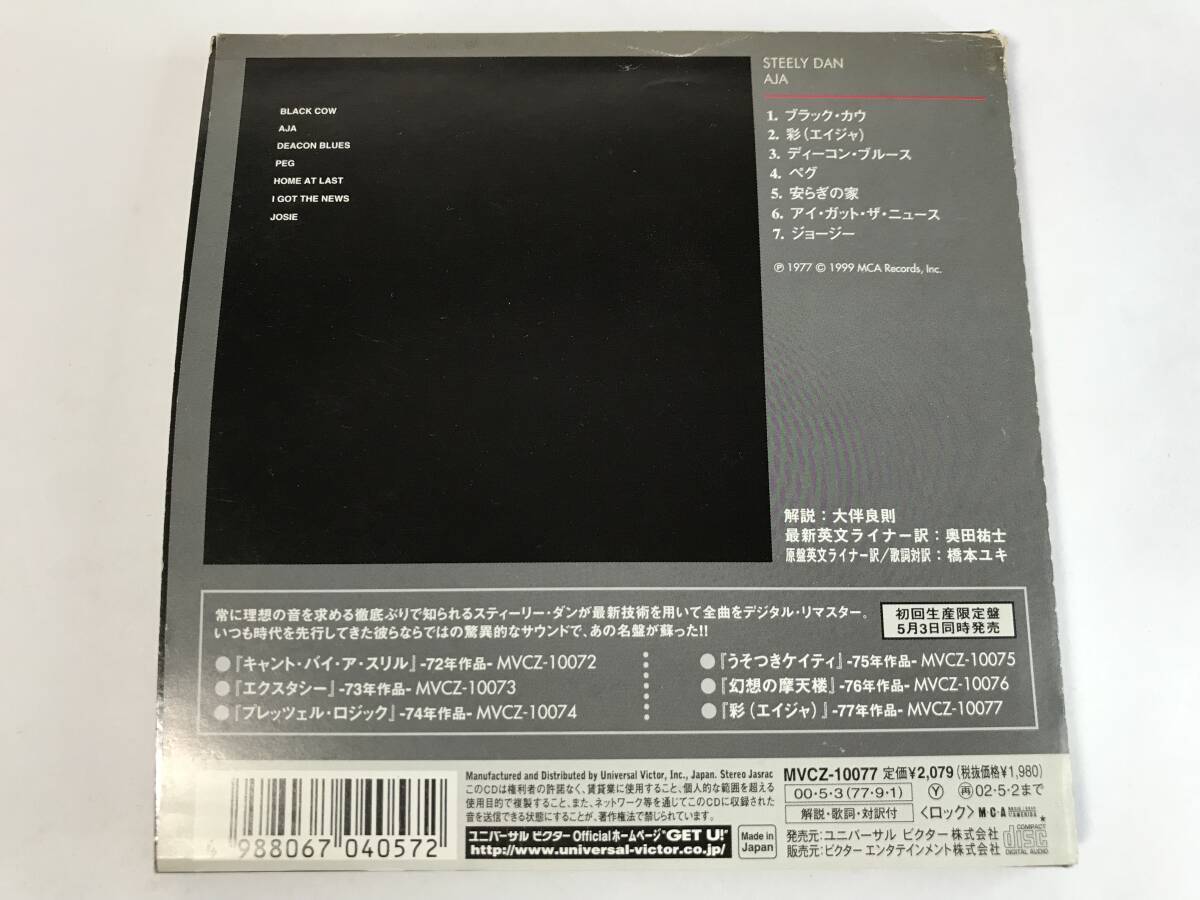 BLACK COW
AJA
DEACON BLUES
PEG
HOME AT LAST
I GOT THE NEWS
JOSIE
STEELY DAN
AJA
1. ブラック・カウ
2. 彩(エイジャ)
3. ディーコン・ブルース
4. ペグ
5. 安らぎの家
6. アイ・ガット・ザ・ニュース
7. ジョージー
Ⓟ 1977 © 1999 MCA Records, Inc.
解説：大伴良則
最新英文ライナー訳：奥田祐士
原盤英文ライナー訳/歌詞対訳：橋本ユキ
常に理想の音を求める徹底ぶりで知られるスティーリー・ダンが最新技術を用いて全曲をデジタル・リマスター。
いつも時代を先行してきた彼らならではの驚異的なサウンドで、あの名盤が蘇った!!
初回生産限定盤
5月3日同時発売
●『キャント・バイ・ア・スリル』-72年作品- MVCZ-10072
●『エクスタシー』-73年作品- MVCZ-10073
●『プレッツェル・ロジック』-74年作品- MVCZ-10074
●『うそつきケイティ』-75年作品- MVCZ-10075
●『幻想の摩天楼』-76年作品- MVCZ-10076
●『彩(エイジャ)』-77年作品- MVCZ-10077
4 988067 040572
Manufactured and Distributed by Universal Victor, Inc., Japan. Stereo Jasrac
このCDは権利者の許諾なく、賃貸業に使用すること、個人的な範囲を超える
使用目的で複製すること、また、ネットワーク等を通じてこのCDに収録された
音を送信できる状態にすることが、著作権法で禁じられています。
ユニバーサル ビクター Officialホームページ"GET U!"
http://www.universal-victor.co.jp/
Made in
Japan
MVCZ-10077 定価¥2,079(税抜価格¥1,980)
00・5・3(77・9・1) Ⓨ 再 02・5・2まで
解説・歌詞・対訳付 〈ロック〉 M・C・A
発売元：ユニバーサル ビクター株式会社
販売元：ビクター エンタテインメント株式会社
COMPACT
disc
DIGITAL AUDIO